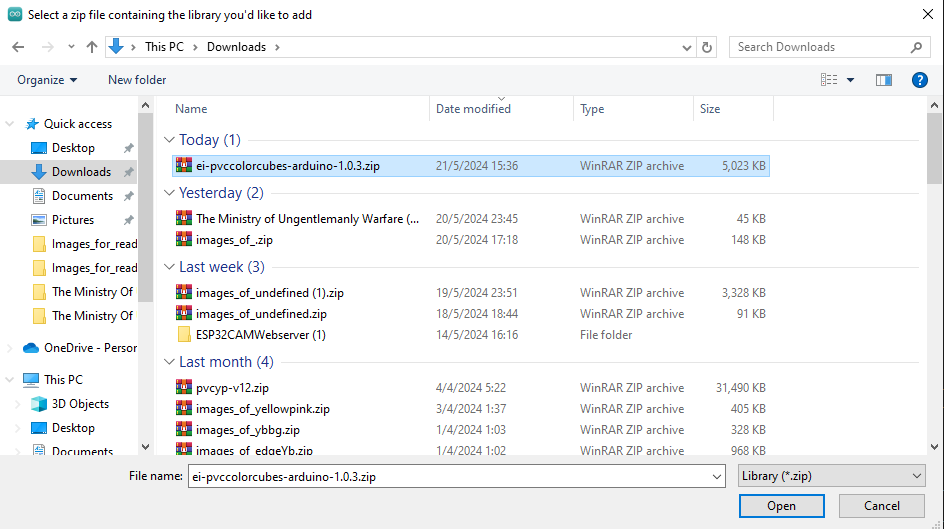 Select a zip file containing the library you'd like to add
This PC > Downloads >
Search Downloads
Organize
New folder
Name
Date modified
Type
Size
Quick access
Desktop
Downloads
Documents
Pictures
Images_for_read
Images_for_read
The Ministry Of
The Ministry Of
OneDrive - Person
This PC
3D Objects
Desktop
Documents
Today (1)
ei-pvccolorcubes-arduino-1.0.3.zip 21/5/2024 15:36 WinRAR ZIP archive 5,023 KB
Yesterday (2)
The Ministry of Ungentlemanly Warfare (... 20/5/2024 23:45 WinRAR ZIP archive 45 KB
images_of_.zip 20/5/2024 17:18 WinRAR ZIP archive 148 KB
Last week (3)
images_of_undefined (1).zip 19/5/2024 23:51 WinRAR ZIP archive 3,328 KB
images_of_undefined.zip 18/5/2024 18:44 WinRAR ZIP archive 91 KB
ESP32CAMWebserver (1) 14/5/2024 16:16 File folder
Last month (4)
pvcyp-v12.zip 4/4/2024 5:22 WinRAR ZIP archive 31,490 KB
images_of_yellowpink.zip 3/4/2024 1:37 WinRAR ZIP archive 405 KB
images_of_ybbg.zip 1/4/2024 1:03 WinRAR ZIP archive 328 KB
images_of_edgeYb.zip 1/4/2024 1:02 WinRAR ZIP archive 968 KB
File name: ei-pvccolorcubes-arduino-1.0.3.zip
Library (*.zip)
Open
Cancel